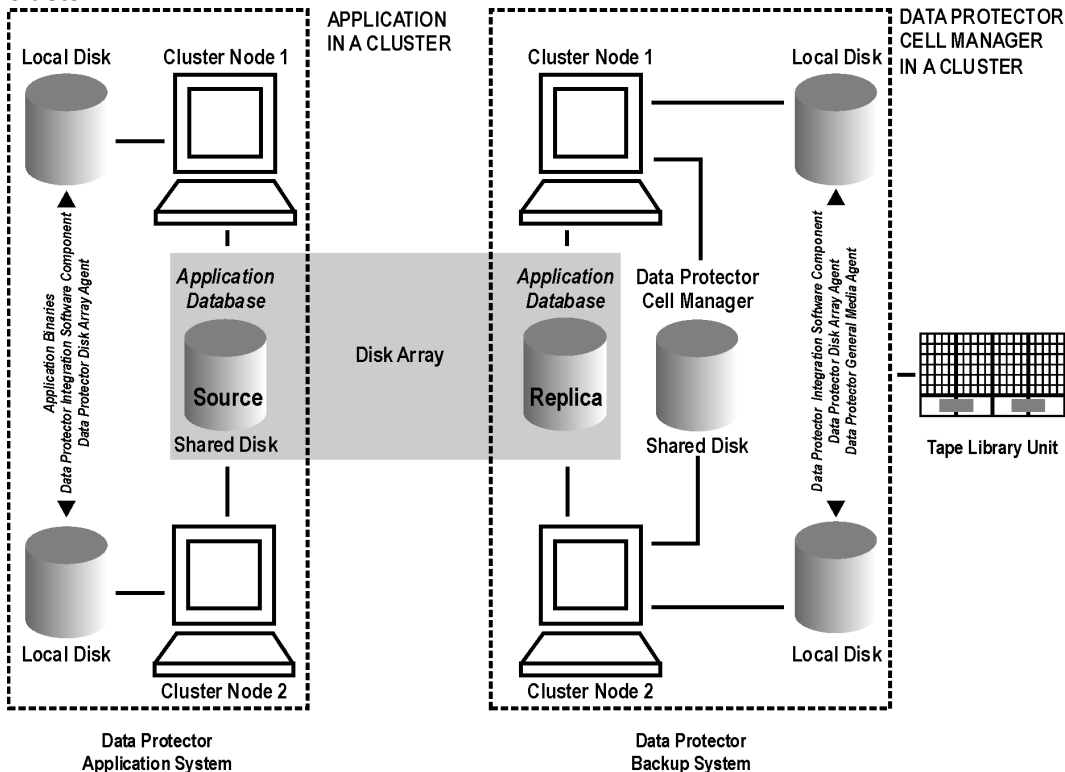 APPLICATION
IN A CLUSTER
DATA PROTECTOR
CELL MANAGER
IN A CLUSTER
Local Disk
Cluster Node 1
Cluster Node 1
Local Disk
Application Binaries
Data Protector Integration Software Component
Data Protector Disk Array Agent
Application
Database
Source
Shared Disk
Disk Array
Application
Database
Replica
Data Protector
Cell Manager
Shared Disk
Data Protector Integration Software Component
Data Protector Disk Array Agent
Data Protector General Media Agent
Tape Library Unit
Local Disk
Cluster Node 2
Cluster Node 2
Local Disk
Data Protector
Application System
Data Protector
Backup System